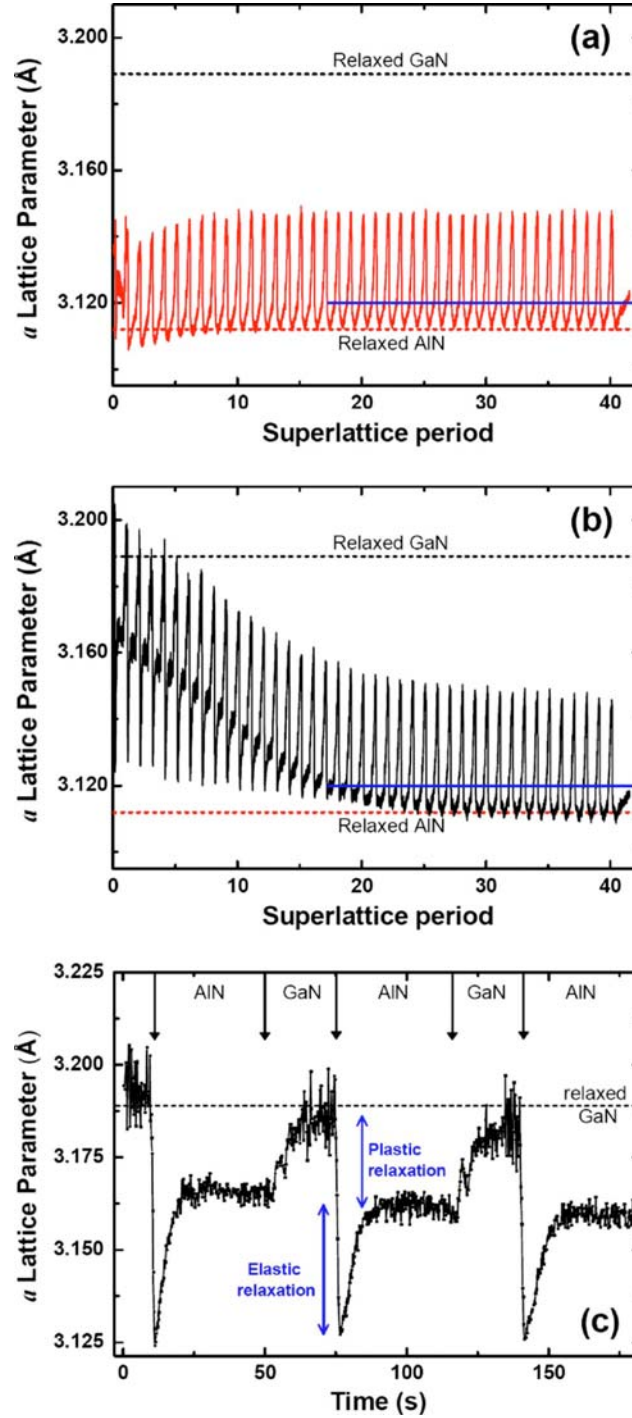 (a)
3.200
Relaxed GaN
3.160
3.120
Relaxed AlN
a Lattice Parameter (Å)
0 10 20 30 40
Superlattice period
(b)
3.200
Relaxed GaN
3.160
3.120
Relaxed AlN
a Lattice Parameter (Å)
0 10 20 30 40
Superlattice period
3.225
AlN GaN AlN GaN AlN
3.200
relaxed
GaN
3.175
Plastic
relaxation
3.150
Elastic
relaxation
3.125
(c)
a Lattice Parameter (Å)
0 50 100 150
Time (s)